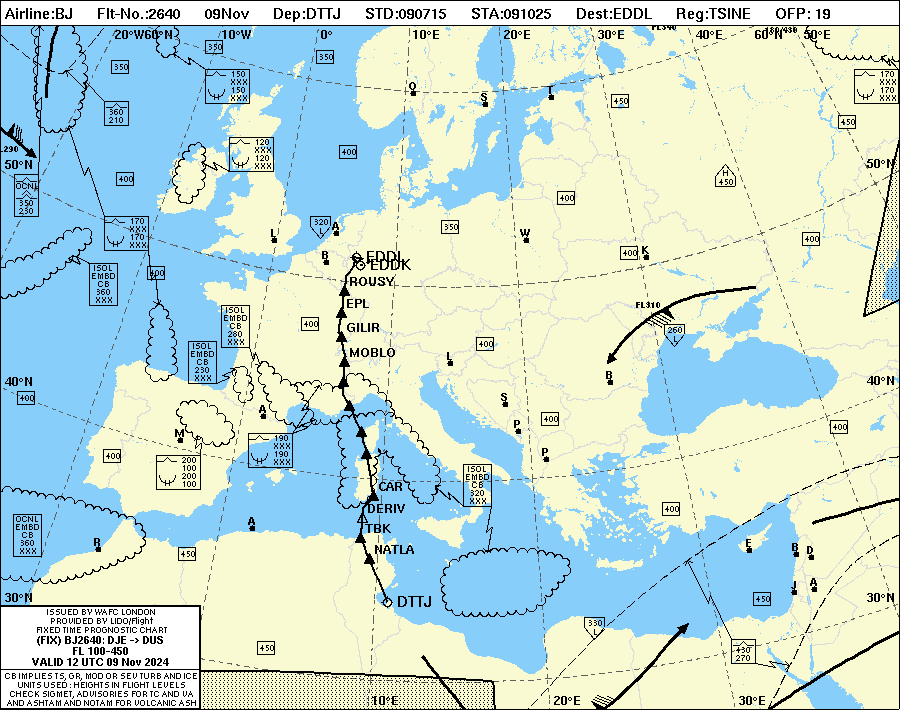 Airline:BJ Flt-No.:2640 09Nov Dep:DTTJ STD:090715 STA:091025 Dest:EDDL Reg:TSINE OFP: 19
20°W60°N 10°W 0° 10°E 20°E 30°E 40°E 60°N 50°E
FL340
350
350
350
O
S
T
150
XXX
150
XXX
170
XXX
170
XXX
450
360
210
450
.290
120
XXX
120
XXX
400
50°N
50°N
H
450
400
OCNL
350
230
400
170
XXX
170
XXX
320
L
L
A
350
W
400
400
K
B
EDDL
EDDK
ISOL
EMBD
CB
360
XXX
400
ROUSY
EPL
FL310
ISOL
EMBD
CB
280
XXX
400
GILIR
260
L
ISOL
EMBD
CB
230
XXX
MOBLO
400
L
B
40°N
40°N
400
S
A
400
P
400
M
190
XXX
190
XXX
P
400
200
100
200
100
ISOL
EMBD
CB
320
XXX
CAR
DERIV
400
OCNL
EMBD
CB
360
XXX
A
TBK
R
450
NATLA
E
B
D
J
A
30°N
30°N
DTTJ
450
330
L
450
430
270
ISSUED BY WAFC LONDON
PROVIDED BY LIDO/Flight
FIXED TIME PROGNOSTIC CHART
(FIX) BJ2640: DJE -> DUS
FL 100-450
VALID 12 UTC 09 Nov 2024
CB IMPLIES TS, GR, MOD OR SEV TURB AND ICE
UNITS USED : HEIGHTS IN FLIGHT LEVELS
CHECK SIGMET, ADVISORIES FOR TC AND VA
AND ASHTAM AND NOTAM FOR VOLCANIC ASH
10°E 20°E 30°E